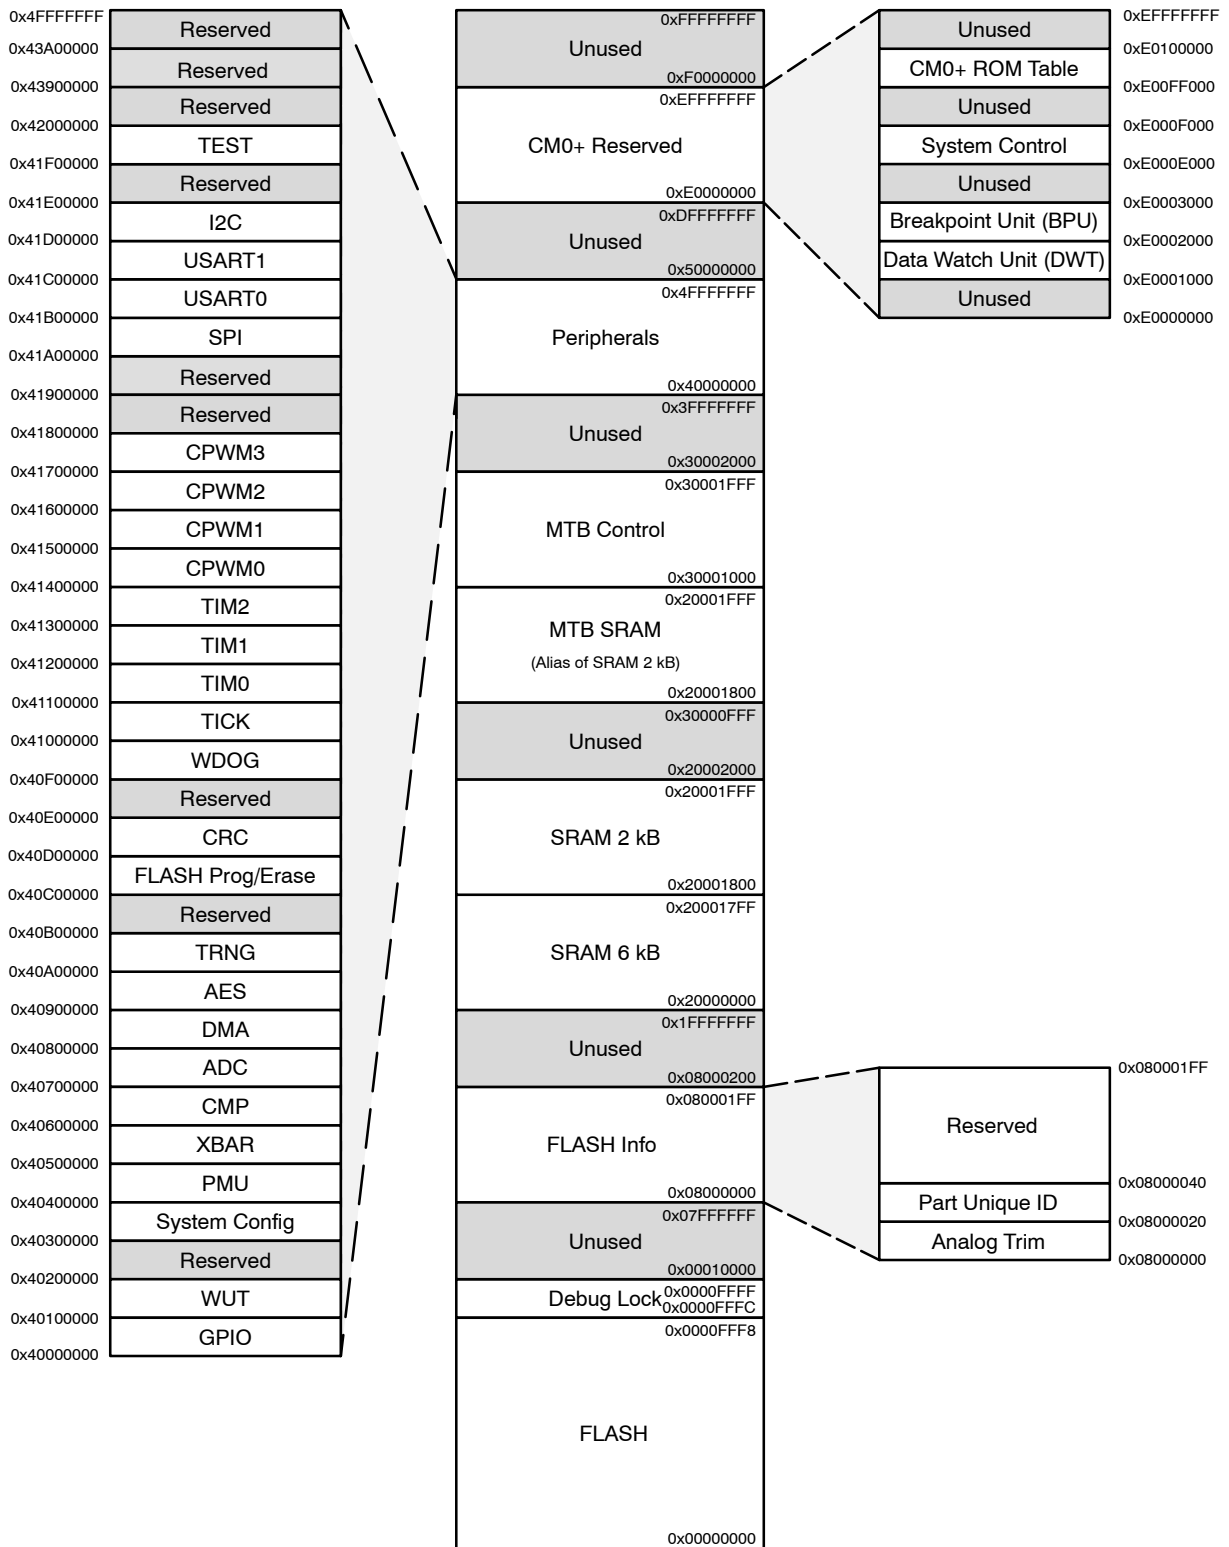 0x4FFFFFFF
Reserved
0x43A00000
Reserved
0x43900000
Reserved
0x42000000
TEST
0x41F00000
Reserved
0x41E00000
I2C
0x41D00000
USART1
0x41C00000
USART0
0x41B00000
SPI
0x41A00000
Reserved
0x41900000
Reserved
0x41800000
CPWM3
0x41700000
CPWM2
0x41600000
CPWM1
0x41500000
CPWM0
0x41400000
TIM2
0x41300000
TIM1
0x41200000
TIM0
0x41100000
TICK
0x41000000
WDOG
0x40F00000
Reserved
0x40E00000
CRC
0x40D00000
FLASH Prog/Erase
0x40C00000
Reserved
0x40B00000
TRNG
0x40A00000
AES
0x40900000
DMA
0x40800000
ADC
0x40700000
CMP
0x40600000
XBAR
0x40500000
PMU
0x40400000
System Config
0x40300000
Reserved
0x40200000
WUT
0x40100000
GPIO
0x40000000
0xFFFFFFFF
Unused
0xF0000000
0xEFFFFFFF
CM0+ Reserved
0xE0000000
0xDFFFFFFF
Unused
0x50000000
0x4FFFFFFF
Peripherals
0x40000000
0x3FFFFFFF
Unused
0x30002000
0x30001FFF
MTB Control
0x30001000
0x20001FFF
MTB SRAM
(Alias of SRAM 2 kB)
0x20001800
0x30000FFF
Unused
0x20002000
0x20001FFF
SRAM 2 kB
0x20001800
0x200017FF
SRAM 6 kB
0x20000000
0x1FFFFFFF
Unused
0x08000200
0x080001FF
FLASH Info
0x08000000
0x07FFFFFF
Unused
0x00010000
0x0000FFFF
Debug Lock
0x0000FFFC
0x0000FFF8
FLASH
0x00000000
0xEFFFFFFF
Unused
0xE0100000
CM0+ ROM Table
0xE00FF000
Unused
0xE000F000
System Control
0xE000E000
Unused
0xE0003000
Breakpoint Unit (BPU)
0xE0002000
Data Watch Unit (DWT)
0xE0001000
Unused
0xE0000000
0x080001FF
Reserved
0x08000040
Part Unique ID
0x08000020
Analog Trim
0x08000000